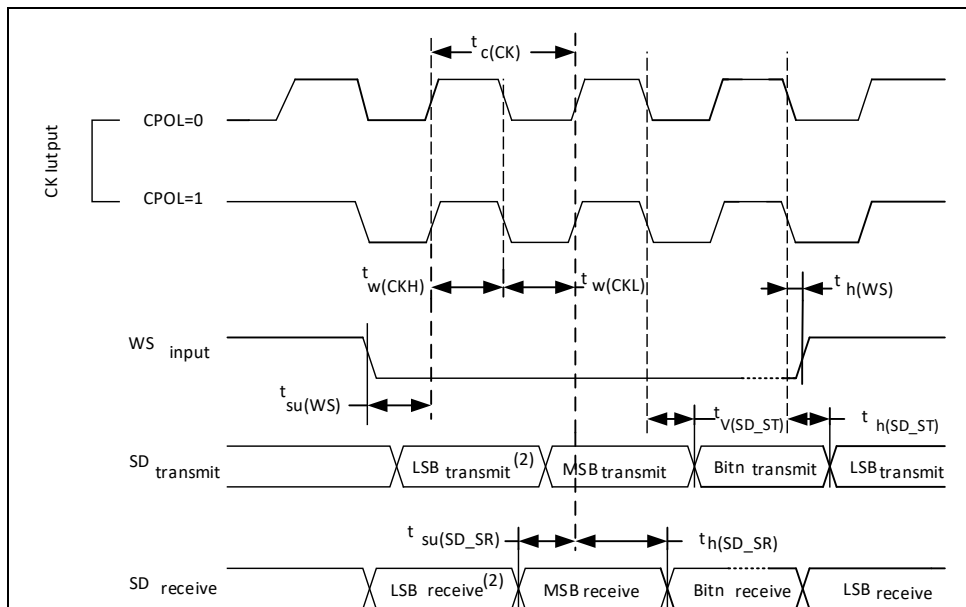 t c(CK)
CK Iutput
CPOL=0
CPOL=1
t w(CKH)
t w(CKL)
t h(WS)
WS input
t su(WS)
t V(SD_ST)
t h(SD_ST)
SD transmit
LSB transmit (2)
MSB transmit
Bitn transmit
LSB transmit
t su(SD_SR)
t h(SD_SR)
SD receive
LSB receive (2)
MSB receive
Bitn receive
LSB receive